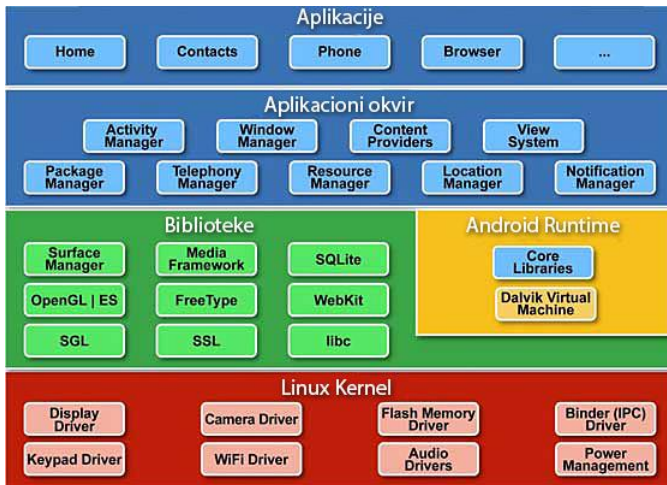 Aplikacije
Home Contacts Phone Browser ...
Aplikacioni okvir
Activity Manager Window Manager Content Providers View System
Package Manager Telephony Manager Resource Manager Location Manager Notification Manager
Biblioteke
Surface Manager Media Framework SQLite
OpenGL | ES FreeType WebKit
SGL SSL libc
Android Runtime
Core Libraries
Dalvik Virtual Machine
Linux Kernel
Display Driver Camera Driver Flash Memory Driver Binder (IPC) Driver
Keypad Driver WiFi Driver Audio Drivers Power Management